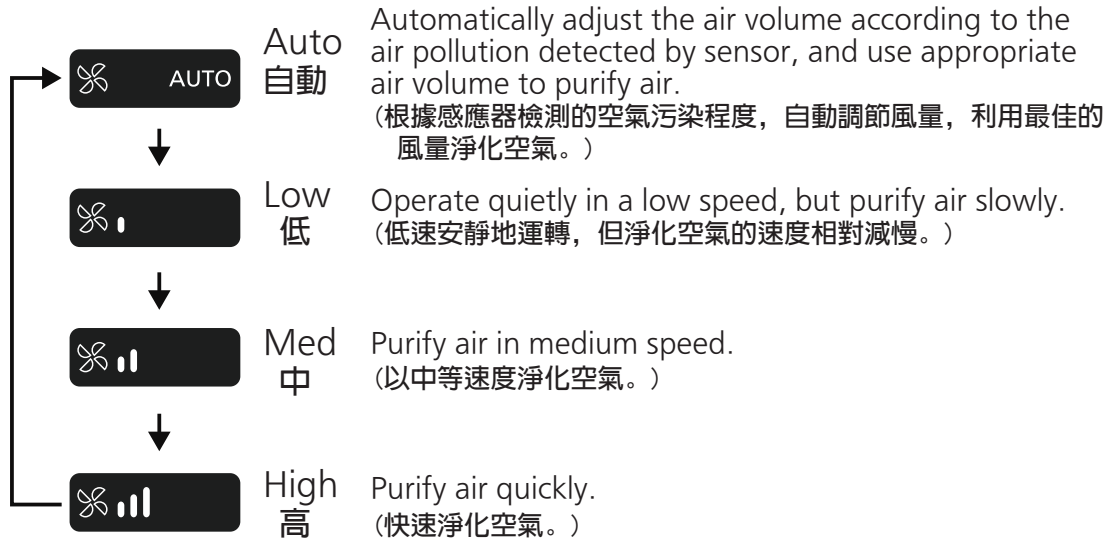 AUTO
Auto
自動
Automatically adjust the air volume according to the
air pollution detected by sensor, and use appropriate
air volume to purify air.
(根據感應器檢測的空氣污染程度，自動調節風量，利用最佳的
風量淨化空氣。)
Low
低
Operate quietly in a low speed, but purify air slowly.
(低速安靜地運轉，但淨化空氣的速度相對減慢。)
Med
中
Purify air in medium speed.
(以中等速度淨化空氣。)
High
高
Purify air quickly.
(快速淨化空氣。)